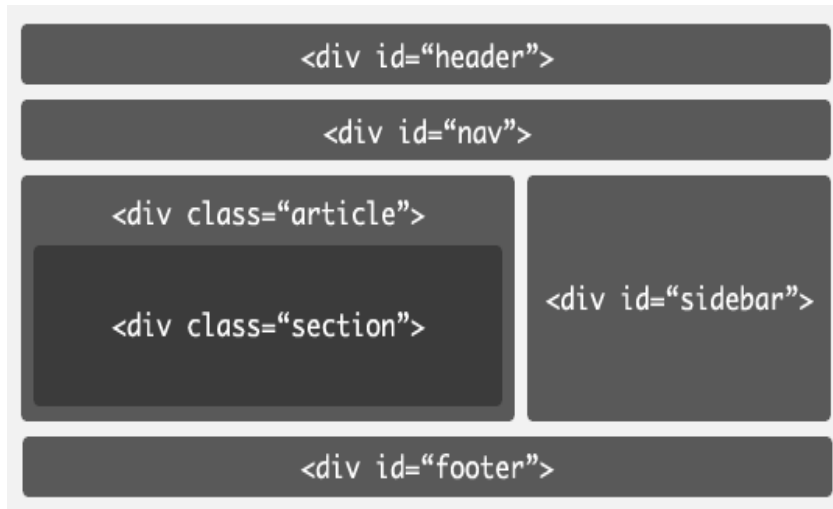 <div id=“header”>
<div id=“nav”>
<div class=“article”>
<div class=“section”>
<div id=“sidebar”>
<div id=“footer”>